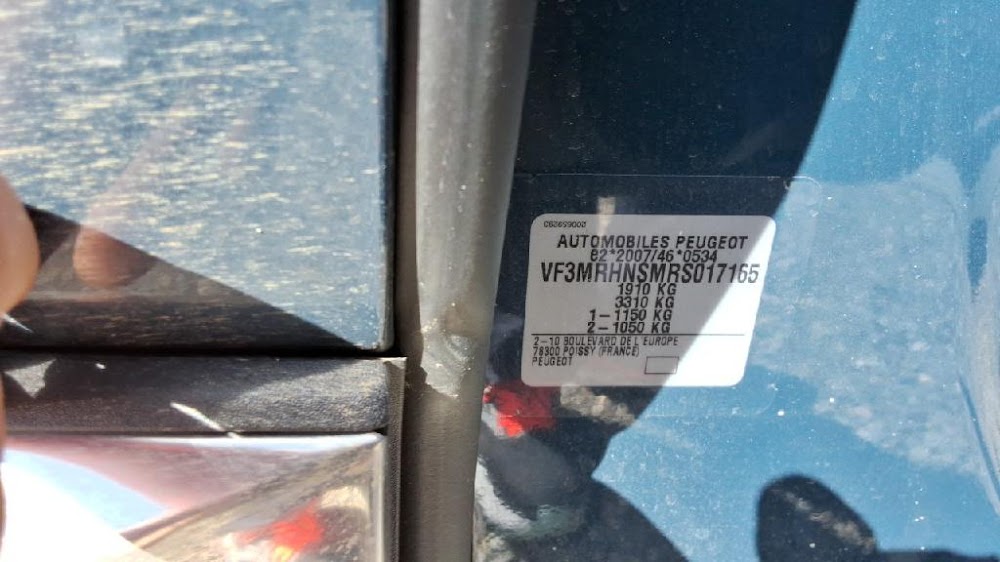 AUTOMOBILES PEUGEOT
e2*2007/46*0534
VF3MRHNSMRS017165
1910 KG
3310 KG
1-1150 KG
2-1050 KG
2-10 BOULEVARD DE L'EUROPE
78300 POISSY (FRANCE)
PEUGEOT